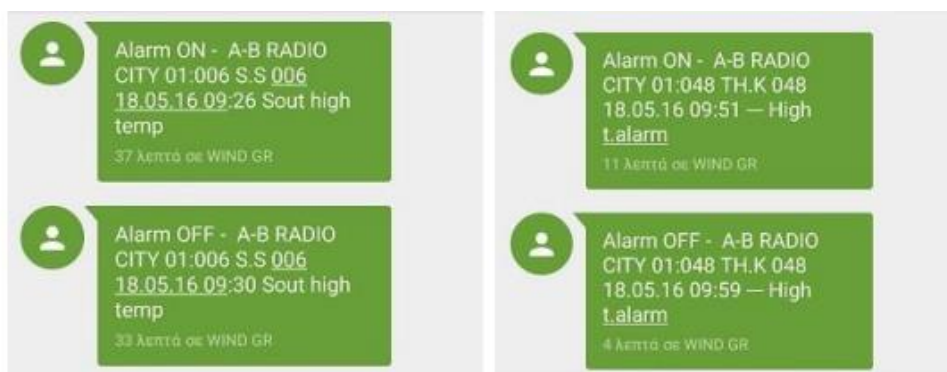 Alarm ON -  A-B RADIO
CITY 01:006 S.S 006
18.05.16 09:26 Sout high
temp
37 λεπτά σε WIND GR
Alarm OFF -  A-B RADIO
CITY 01:006 S.S 006
18.05.16 09:30 Sout high
temp
33 λεπτά σε WIND GR
Alarm ON -  A-B RADIO
CITY 01:048 TH.K 048
18.05.16 09:51 — High
t.alarm
11 λεπτά σε WIND GR
Alarm OFF -  A-B RADIO
CITY 01:048 TH.K 048
18.05.16 09:59 — High
t.alarm
4 λεπτά σε WIND GR